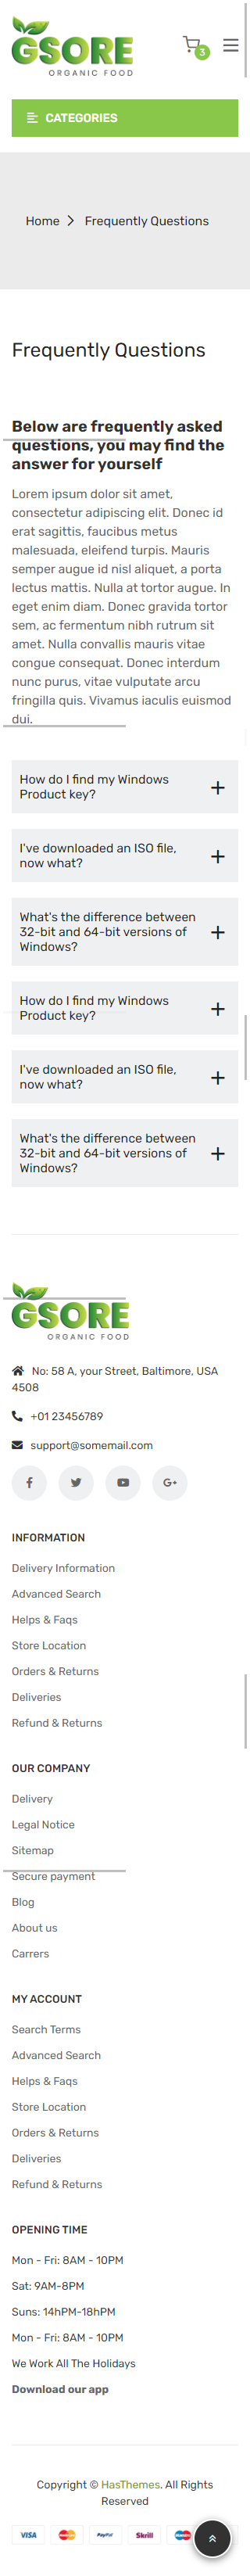 GSORE
ORGANIC FOOD
3
CATEGORIES
Home > Frequently Questions
Frequently Questions
Below are frequently asked
questions, you may find the
answer for yourself
Lorem ipsum dolor sit amet,
consectetur adipiscing elit. Donec id
erat sagittis, faucibus metus
malesuada, eleifend turpis. Mauris
semper augue id nisl aliquet, a porta
lectus mattis. Nulla at tortor augue. In
eget enim diam. Donec gravida tortor
sem, ac fermentum nibh rutrum sit
amet. Nulla convallis mauris vitae
congue consequat. Donec interdum
nunc purus, vitae vulputate arcu
fringilla quis. Vivamus iaculis euismod
dui.
How do I find my Windows
Product key?
I've downloaded an ISO file,
now what?
What's the difference between
32-bit and 64-bit versions of
Windows?
How do I find my Windows
Product key?
I've downloaded an ISO file,
now what?
What's the difference between
32-bit and 64-bit versions of
Windows?
GSORE
ORGANIC FOOD
No: 58 A, your Street, Baltimore, USA
4508
+01 23456789
support@somemail.com
G+
INFORMATION
Delivery Information
Advanced Search
Helps & Faqs
Store Location
Orders & Returns
Deliveries
Refund & Returns
OUR COMPANY
Delivery
Legal Notice
Sitemap
Secure payment
Blog
About us
Carrers
MY ACCOUNT
Search Terms
Advanced Search
Helps & Faqs
Store Location
Orders & Returns
Deliveries
Refund & Returns
OPENING TIME
Mon - Fri: 8AM - 10PM
Sat: 9AM-8PM
Suns: 14hPM-18hPM
Mon - Fri: 8AM - 10PM
We Work All The Holidays
Download our app
Copyright © HasThemes. All Rights
Reserved
VISA
PayPal
Skrill